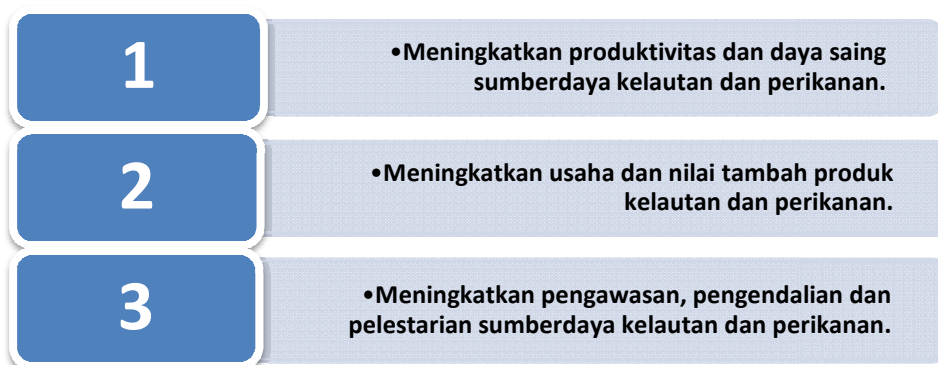 1
•Meningkatkan produktivitas dan daya saing
sumberdaya kelautan dan perikanan.
2
•Meningkatkan usaha dan nilai tambah produk
kelautan dan perikanan.
3
•Meningkatkan pengawasan, pengendalian dan
pelestarian sumberdaya kelautan dan perikanan.